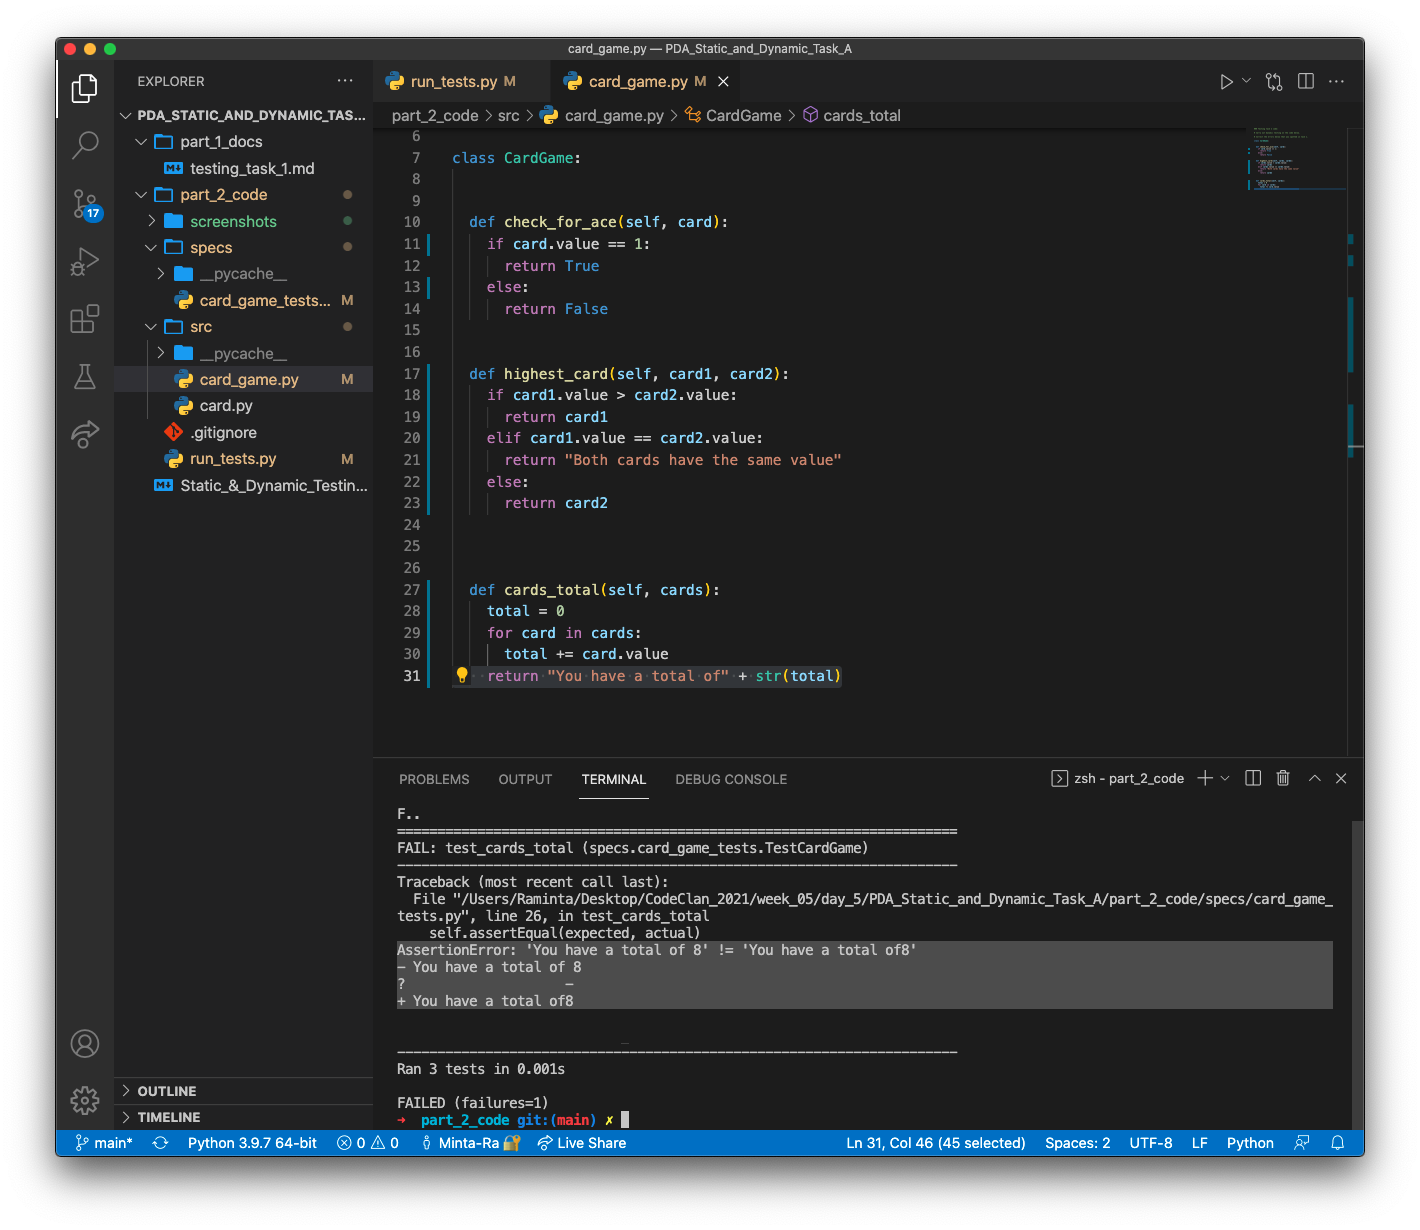 card_game.py — PDA_Static_and_Dynamic_Task_A
EXPLORER
PDA_STATIC_AND_DYNAMIC_TAS...
part_1_docs
testing_task_1.md
part_2_code
screenshots
specs
__pycache__
card_game_tests... M
src
__pycache__
card_game.py M
card.py
.gitignore
run_tests.py M
Static_&_Dynamic_Testin...
OUTLINE
TIMELINE
17
run_tests.py M
card_game.py M
part_2_code > src > card_game.py > CardGame > cards_total
6
7 class CardGame:
8
9
10 def check_for_ace(self, card):
11 if card.value == 1:
12 return True
13 else:
14 return False
15
16
17 def highest_card(self, card1, card2):
18 if card1.value > card2.value:
19 return card1
20 elif card1.value == card2.value:
21 return "Both cards have the same value"
22 else:
23 return card2
24
25
26
27 def cards_total(self, cards):
28 total = 0
29 for card in cards:
30 total += card.value
31 return "You have a total of" + str(total)
PROBLEMS OUTPUT TERMINAL DEBUG CONSOLE
zsh - part_2_code
F..
======================================================================
FAIL: test_cards_total (specs.card_game_tests.TestCardGame)
----------------------------------------------------------------------
Traceback (most recent call last):
File "/Users/Raminta/Desktop/CodeClan_2021/week_05/day_5/PDA_Static_and_Dynamic_Task_A/part_2_code/specs/card_game_
tests.py", line 26, in test_cards_total
self.assertEqual(expected, actual)
AssertionError: 'You have a total of 8' != 'You have a total of8'
- You have a total of 8
? -
+ You have a total of8
----------------------------------------------------------------------
Ran 3 tests in 0.001s
FAILED (failures=1)
➜ part_2_code git:(main) ✗
main* Python 3.9.7 64-bit 0 0 Minta-Ra Live Share Ln 31, Col 46 (45 selected) Spaces: 2 UTF-8 LF Python